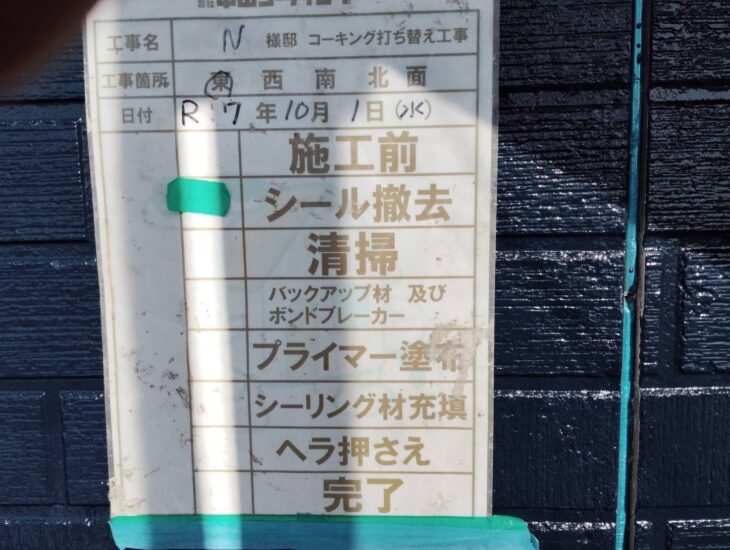 工事名 N 様邸 コーキング打ち替え工事
工事箇所 東 西 南 北 面
日付 R 7 年 10月 1日(水)
施工前
シール撤去
清掃
バックアップ材 及び
ボンドブレーカー
プライマー塗布
シーリング材充填
ヘラ押さえ
完了